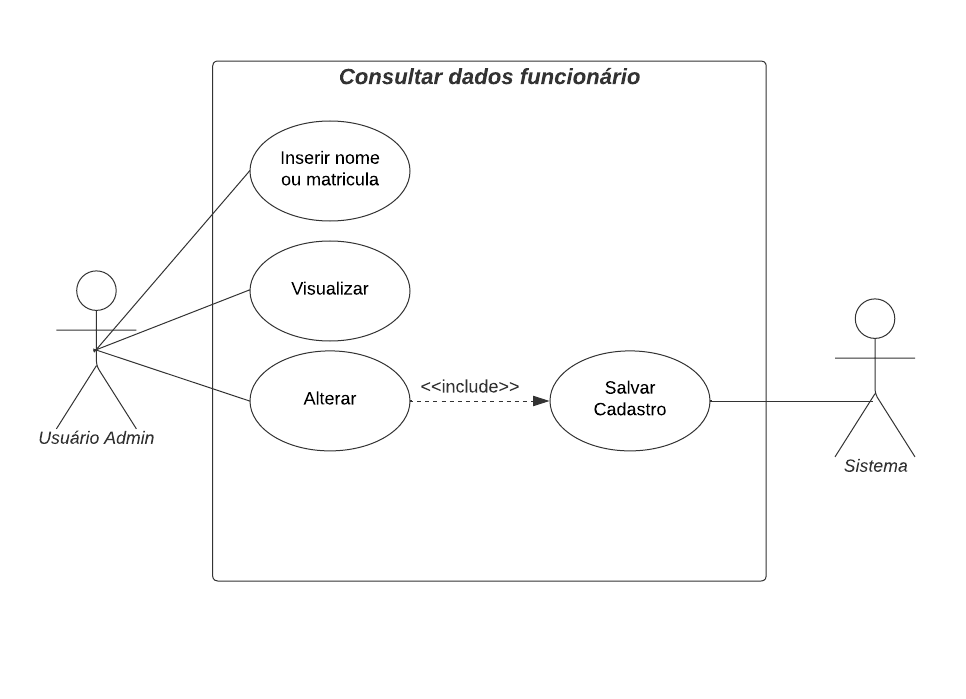 Consultar dados funcionário
Inserir nome
ou matricula
Visualizar
Alterar
<<include>>
Salvar
Cadastro
Usuário Admin
Sistema